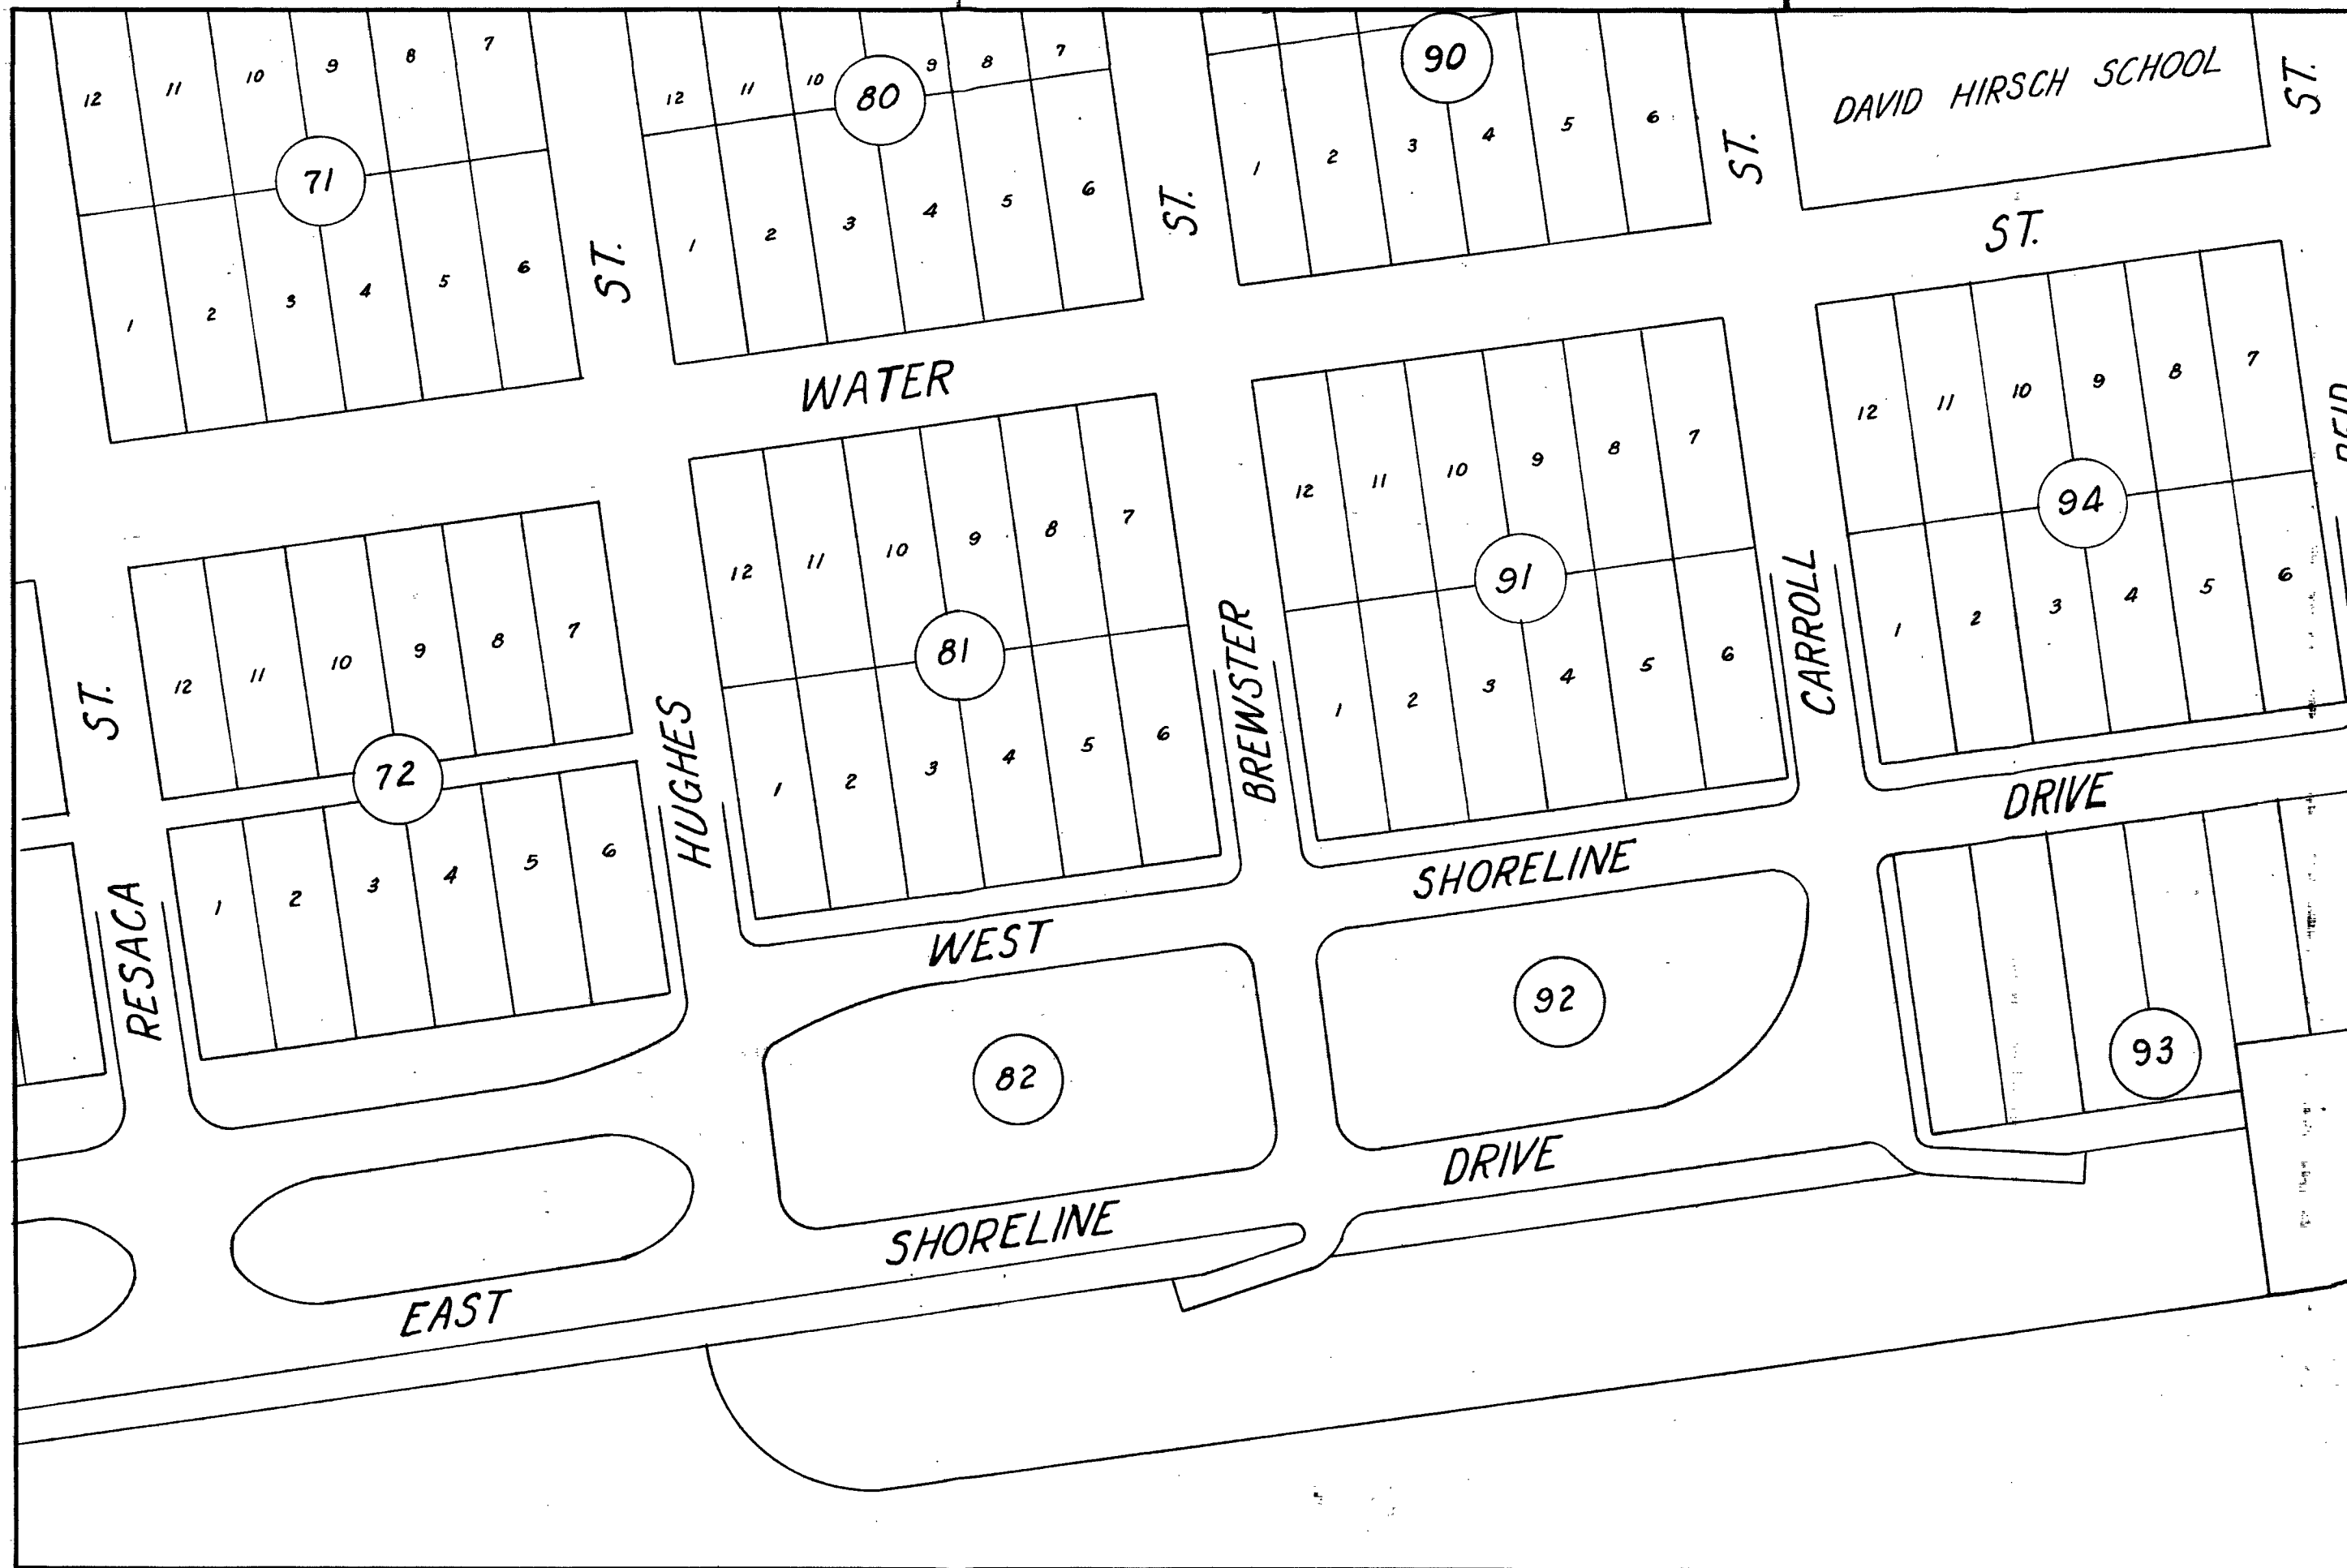 12 11 10 9 8 7
71
1 2 3 4 5 6
ST.
12 11 10 9 8 7
80
1 2 3 4 5 6
ST.
90
1 2 3 4 5 6
ST.
DAVID HIRSCH SCHOOL
ST.
WATER ST.
12 11 10 9 8 7
72
1 2 3 4 5 6
RESACA ST.
HUGHES
12 11 10 9 8 7
81
1 2 3 4 5 6
BREWSTER
12 11 10 9 8 7
91
1 2 3 4 5 6
CARROLL
12 11 10 9 8 7
94
1 2 3 4 5 6
WEST SHORELINE DRIVE
82
92
93
EAST SHORELINE DRIVE